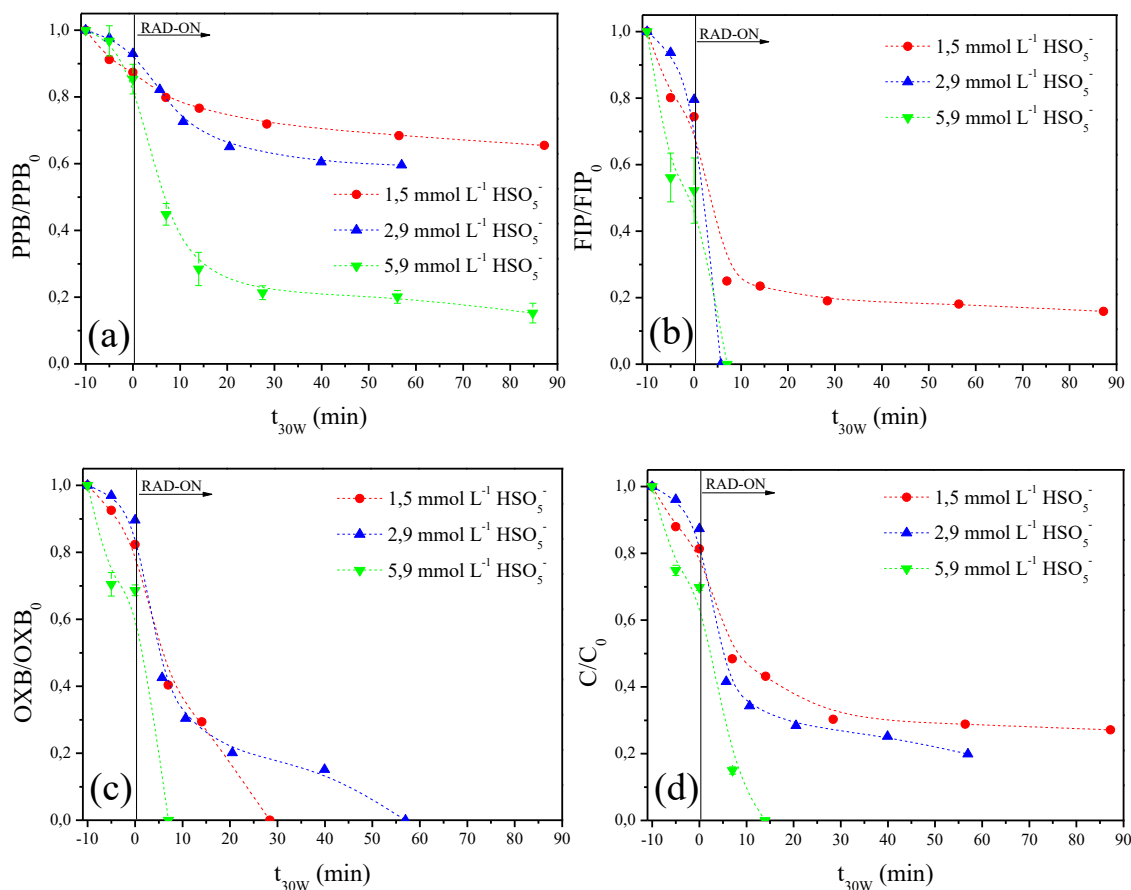 RAD-ON
1,5 mmol L⁻¹ HSO₅⁻
2,9 mmol L⁻¹ HSO₅⁻
5,9 mmol L⁻¹ HSO₅⁻
(a)
PPB/PPB₀
1,0
0,8
0,6
0,4
0,2
0,0
-10 0 10 20 30 40 50 60 70 80 90
t₃₀W (min)
RAD-ON
1,5 mmol L⁻¹ HSO₅⁻
2,9 mmol L⁻¹ HSO₅⁻
5,9 mmol L⁻¹ HSO₅⁻
(b)
FIP/FIP₀
1,0
0,8
0,6
0,4
0,2
0,0
-10 0 10 20 30 40 50 60 70 80 90
t₃₀W (min)
RAD-ON
1,5 mmol L⁻¹ HSO₅⁻
2,9 mmol L⁻¹ HSO₅⁻
5,9 mmol L⁻¹ HSO₅⁻
(c)
OXB/OXB₀
1,0
0,8
0,6
0,4
0,2
0,0
-10 0 10 20 30 40 50 60 70 80 90
t₃₀W (min)
RAD-ON
1,5 mmol L⁻¹ HSO₅⁻
2,9 mmol L⁻¹ HSO₅⁻
5,9 mmol L⁻¹ HSO₅⁻
(d)
C/C₀
1,0
0,8
0,6
0,4
0,2
0,0
-10 0 10 20 30 40 50 60 70 80 90
t₃₀W (min)